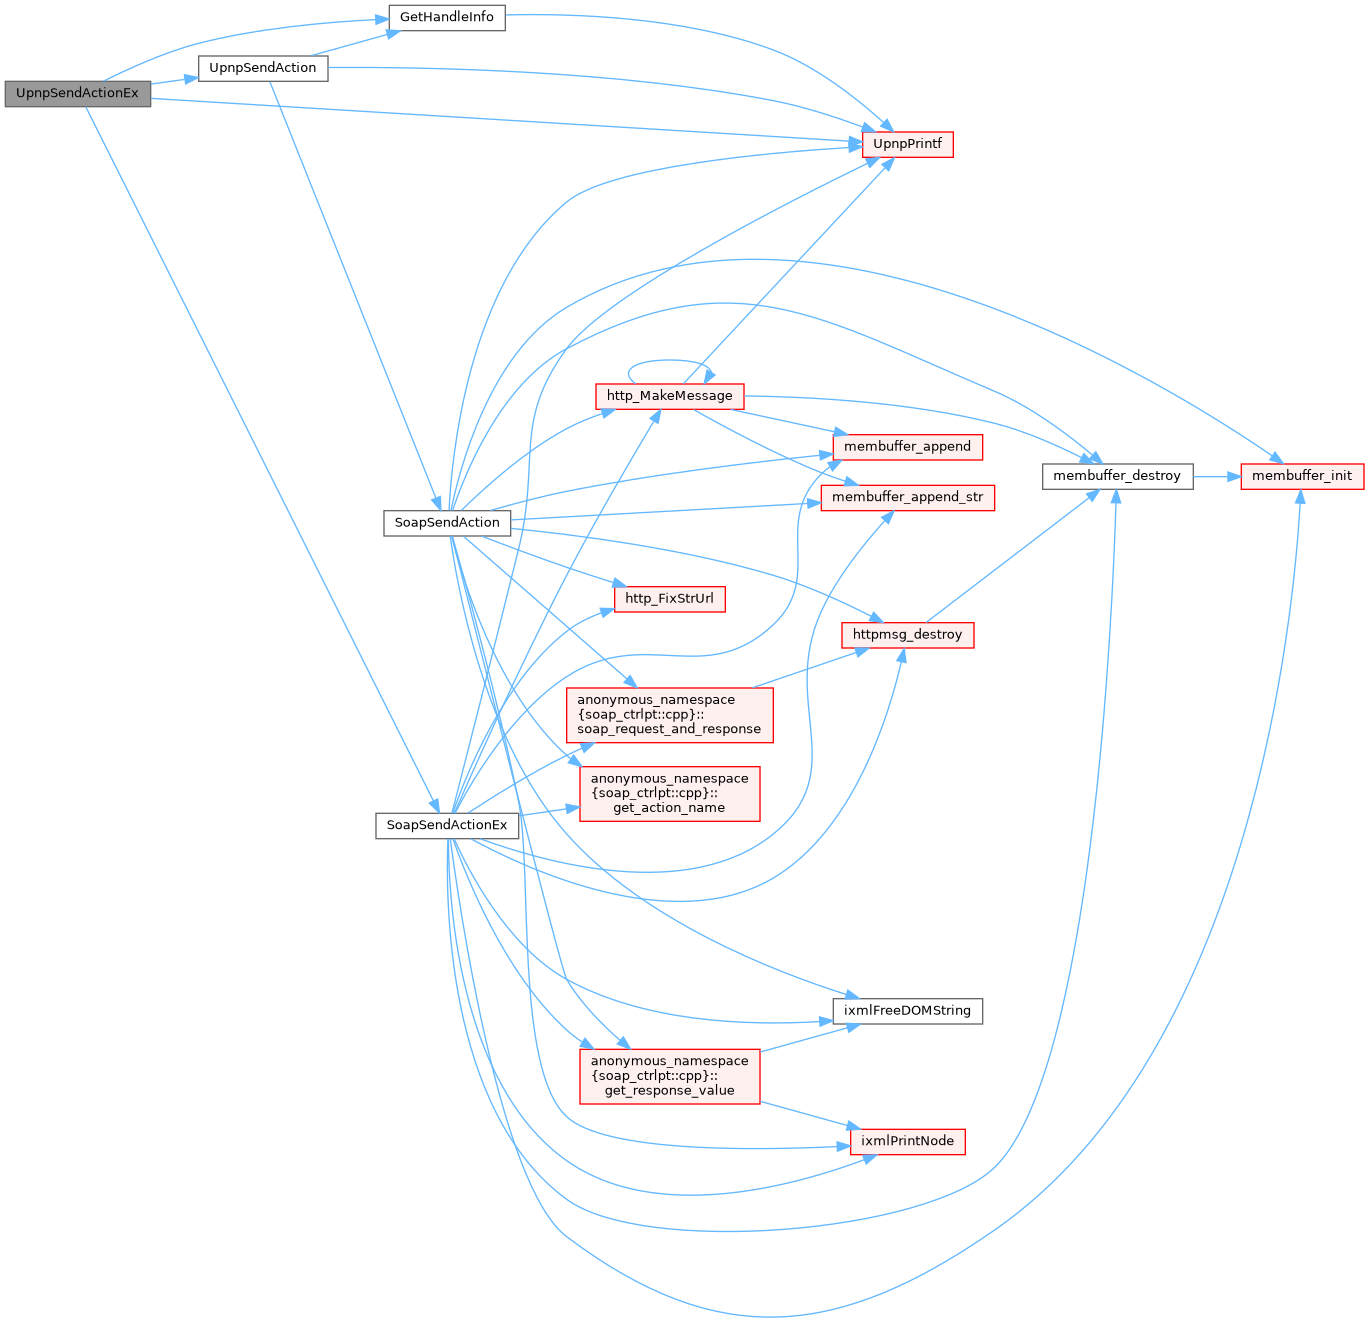 GetHandleInfo
UpnpSendAction
UpnpSendActionEx
UpnpPrintf
http_MakeMessage
membuffer_append
membuffer_destroy
membuffer_init
membuffer_append_str
SoapSendAction
http_FixStrUrl
httpmsg_destroy
anonymous_namespace
{soap_ctrlpt::cpp}::
soap_request_and_response
anonymous_namespace
{soap_ctrlpt::cpp}::
get_action_name
SoapSendActionEx
ixmlFreeDOMString
anonymous_namespace
{soap_ctrlpt::cpp}::
get_response_value
ixmlPrintNode